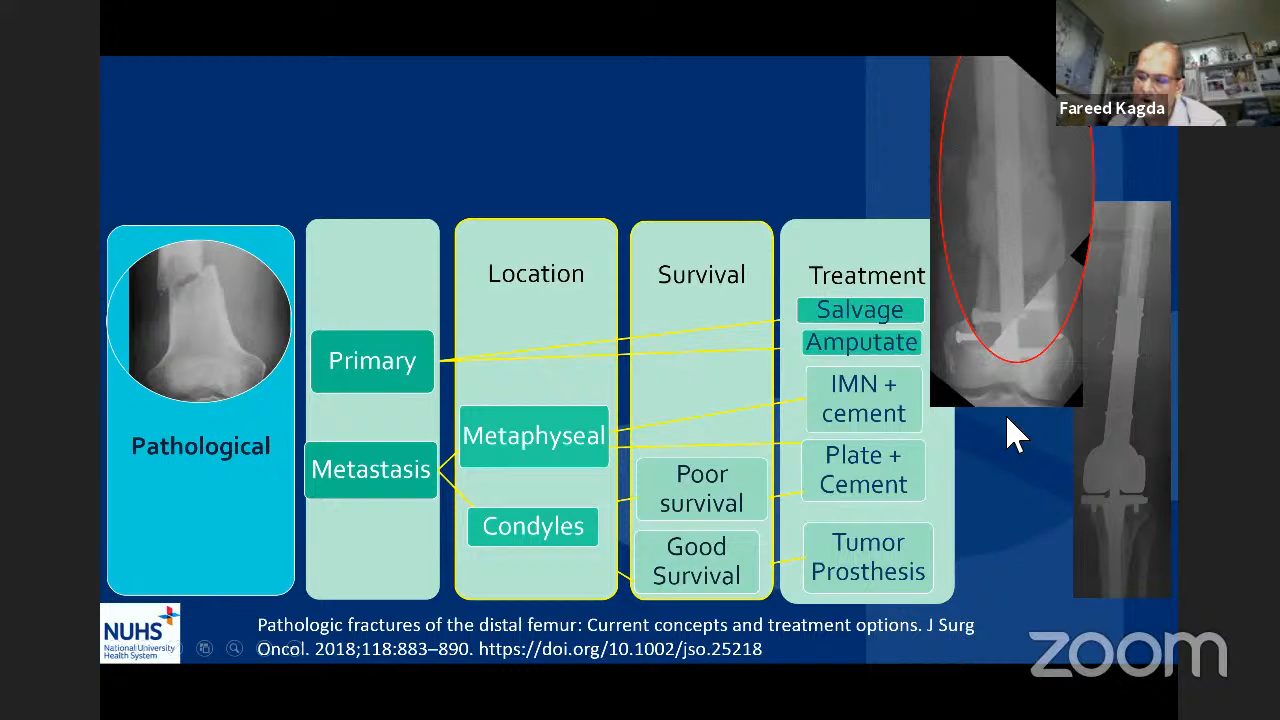 Fareed Kagda
Location
Survival
Treatment
Salvage
Amputate
Primary
IMN +
cement
Metaphyseal
Pathological
Metastasis
Plate +
Cement
Poor
survival
Condyles
Good
Survival
Tumor
Prosthesis
NUHS
National University
Health System
Pathologic fractures of the distal femur: Current concepts and treatment options. J Surg
Oncol. 2018;118:883–890. https://doi.org/10.1002/jso.25218
zoom